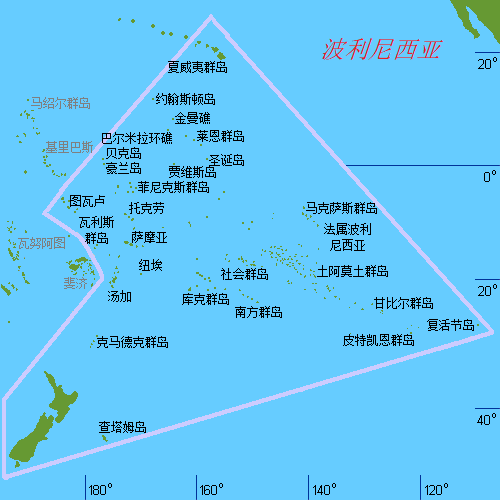 波利尼西亚
20°
夏威夷群岛
马绍尔群岛
约翰斯顿岛
金曼礁
巴尔米拉环礁
莱恩群岛
基里巴斯
贝克岛
圣诞岛
豪兰岛
贾维斯岛
0°
菲尼克斯群岛
图瓦卢
托克劳
马克萨斯群岛
瓦利斯
群岛
法属波利
尼西亚
瓦努阿图
萨摩亚
纽埃
社会群岛
土阿莫土群岛
斐济
汤加
20°
库克群岛
南方群岛
甘比尔群岛
复活节岛
克马德克群岛
皮特凯恩群岛
40°
查塔姆岛
180°
160°
140°
120°